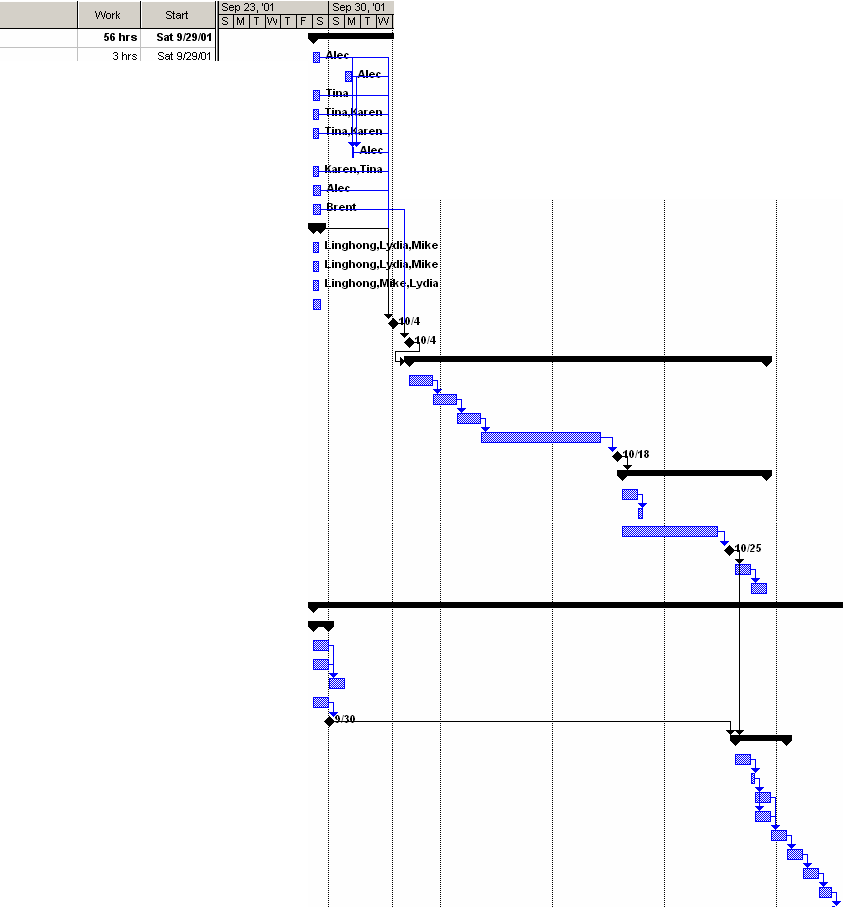 Work Start Sep 23, '01 Sep 30, '01
S M T W T F S S M T W
56 hrs Sat 9/29/01
3 hrs Sat 9/29/01
Alec
Alec
Tina
Tina,Karen
Tina,Karen
Alec
Karen,Tina
Alec
Brent
Linghong,Lydia,Mike
Linghong,Lydia,Mike
Linghong,Mike,Lydia
10/4
10/4
10/18
10/25
9/30